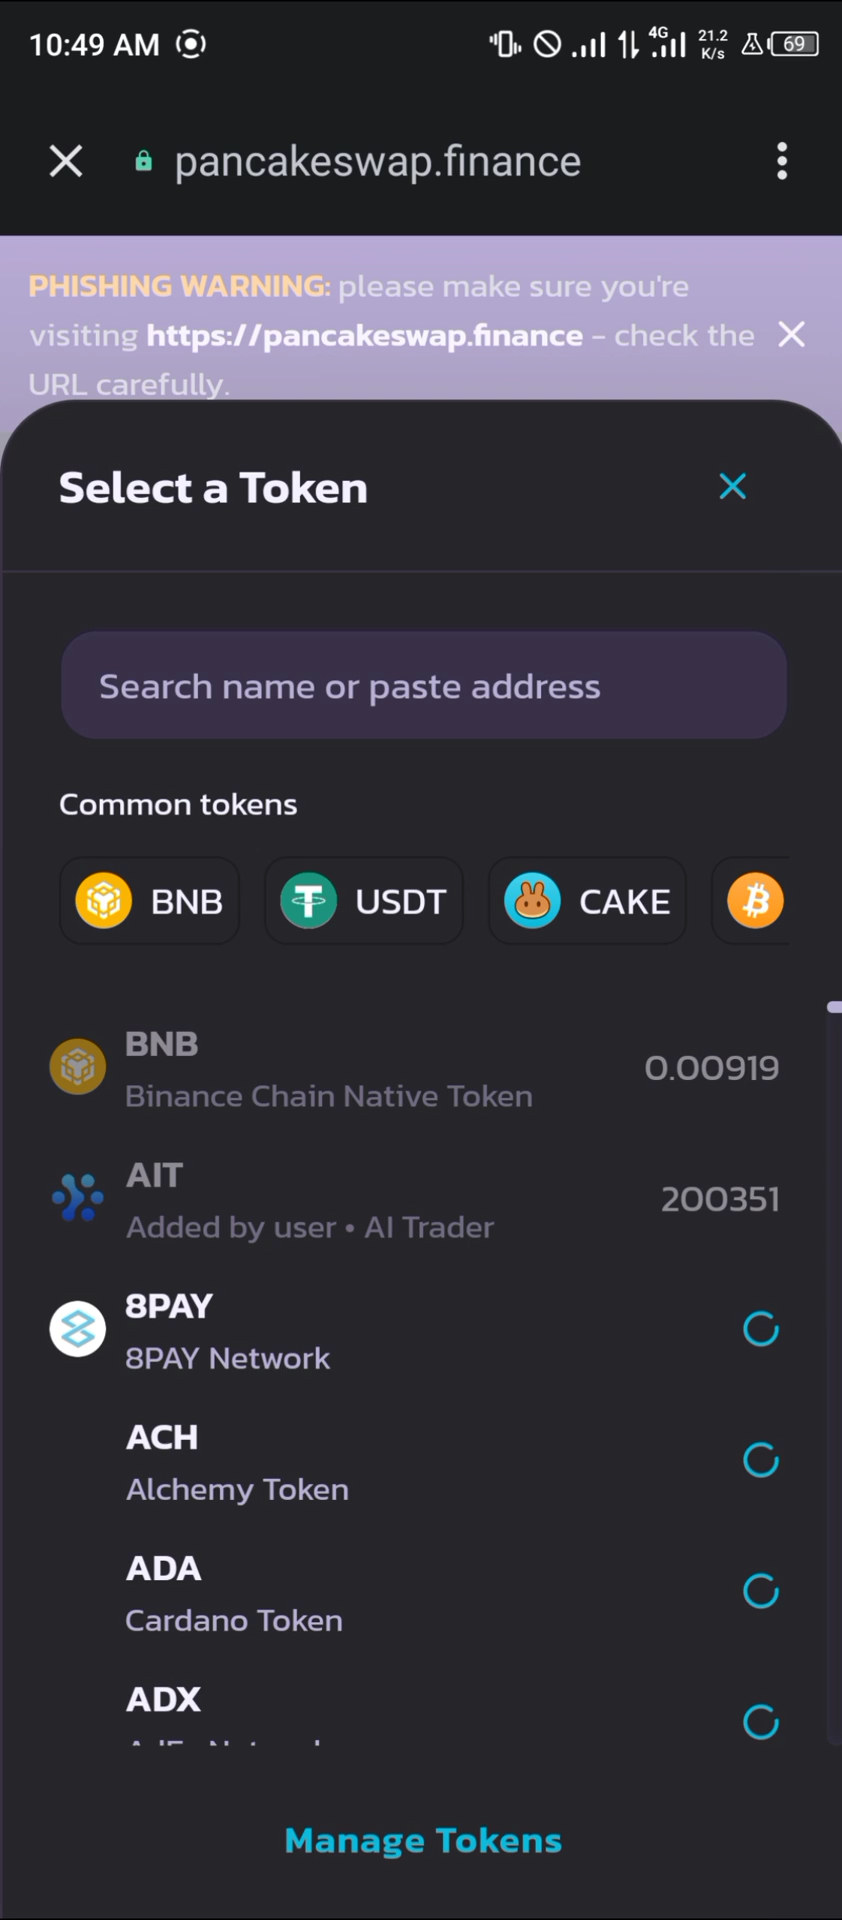 10:49 AM 4G 21.2 K/s 69
pancakeswap.finance
PHISHING WARNING: please make sure you're
visiting https://pancakeswap.finance - check the
URL carefully.
Select a Token
Search name or paste address
Common tokens
BNB USDT CAKE
BNB
Binance Chain Native Token
0.00919
AIT
Added by user • AI Trader
200351
8PAY
8PAY Network
ACH
Alchemy Token
ADA
Cardano Token
ADX
Manage Tokens